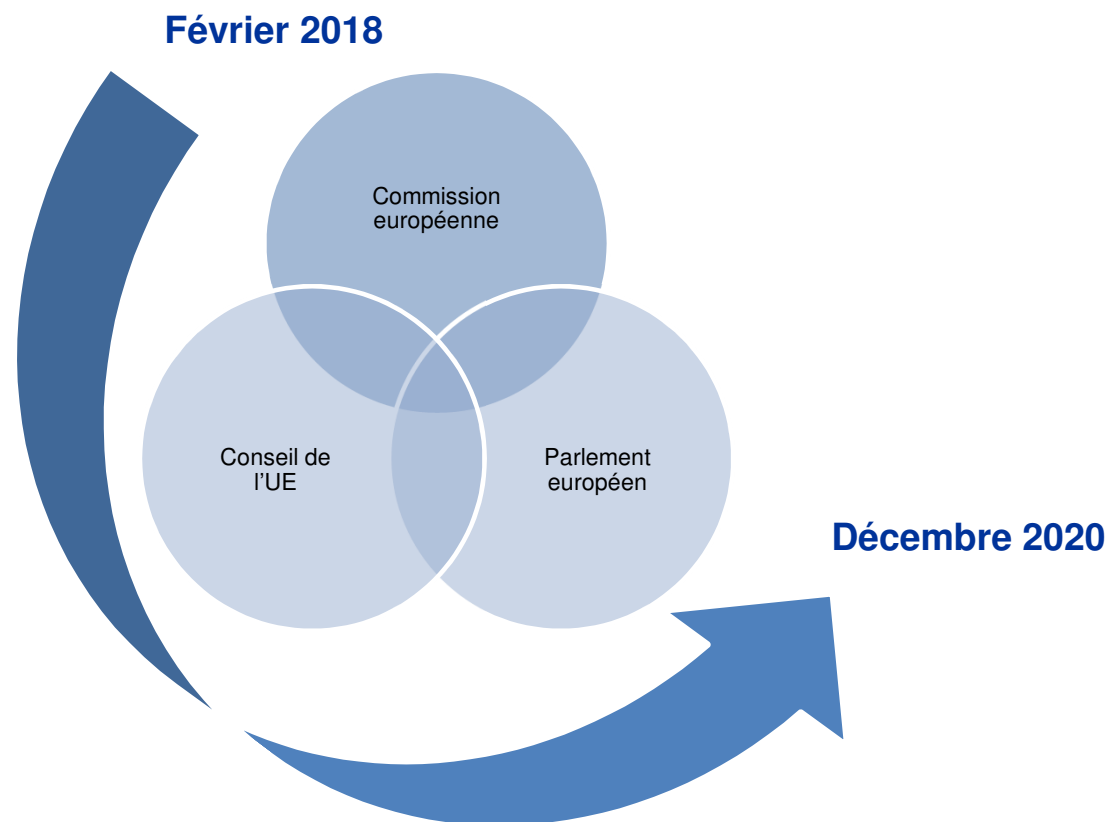 Février 2018
Commission
européenne
Conseil de
l'UE
Parlement
européen
Décembre 2020